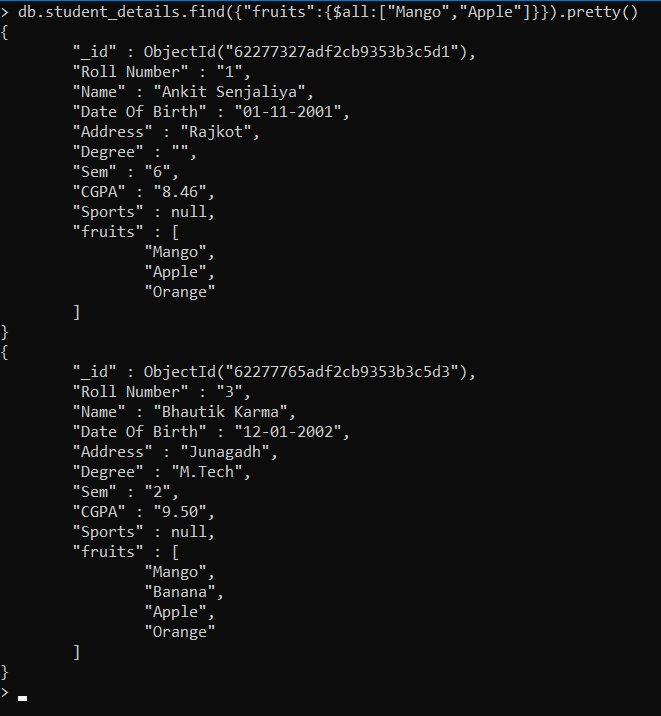 > db.student_details.find({"fruits":{$all:["Mango","Apple"]}}).pretty()
{
        "_id" : ObjectId("62277327adf2cb9353b3c5d1"),
        "Roll Number" : "1",
        "Name" : "Ankit Senjaliya",
        "Date Of Birth" : "01-11-2001",
        "Address" : "Rajkot",
        "Degree" : "",
        "Sem" : "6",
        "CGPA" : "8.46",
        "Sports" : null,
        "fruits" : [
                "Mango",
                "Apple",
                "Orange"
        ]
}
{
        "_id" : ObjectId("62277765adf2cb9353b3c5d3"),
        "Roll Number" : "3",
        "Name" : "Bhautik Karma",
        "Date Of Birth" : "12-01-2002",
        "Address" : "Junagadh",
        "Degree" : "M.Tech",
        "Sem" : "2",
        "CGPA" : "9.50",
        "Sports" : null,
        "fruits" : [
                "Mango",
                "Banana",
                "Apple",
                "Orange"
        ]
}
>